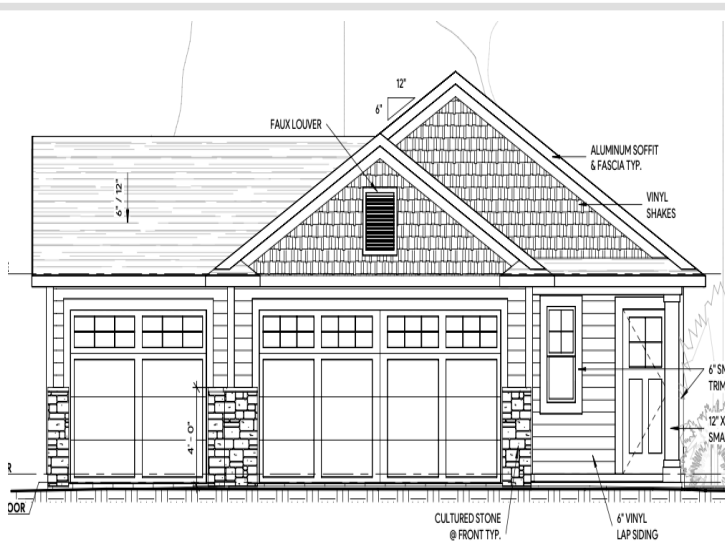 12"
6"
FAUX LOUVER
ALUMINUM SOFFIT
& FASCIA TYP.
6" / 12"
VINYL
SHAKES
6" SM
TRIM
4' - 0"
12" X
SMA
R
OOR
CULTURED STONE
@ FRONT TYP.
6" VINYL
LAP SIDING